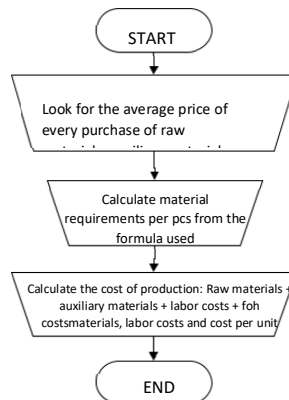 START
Look for the average price of
every purchase of raw
Calculate material
requirements per pcs from the
formula used
Calculate the cost of production: Raw materials +
auxiliary materials + labor costs + foh
costsmaterials, labor costs and cost per unit
END